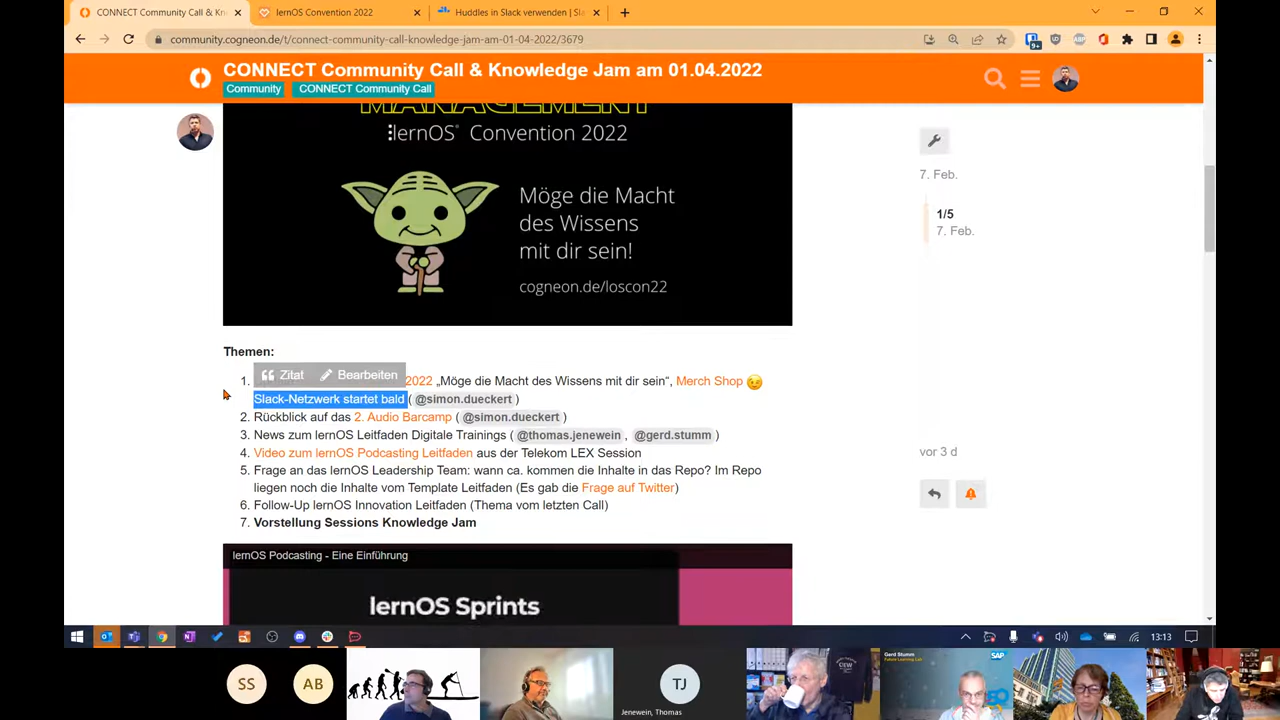 CONNECT Community Call & Kn
lernOS Convention 2022
Huddles in Slack verwenden | Sla
community.cogneon.de/t/connect-community-call-knowledge-jam-am-01-04-2022/3679
9+
CONNECT Community Call & Knowledge Jam am 01.04.2022
Community
CONNECT Community Call
MANAGEMENT
lernOS® Convention 2022
Möge die Macht
des Wissens
mit dir sein!
cogneon.de/loscon22
7. Feb.
1/5
7. Feb.
vor 3 d
Themen:
Zitat
Bearbeiten
1. 2022 „Möge die Macht des Wissens mit dir sein“, Merch Shop 😉
Slack-Netzwerk startet bald ( @simon.dueckert )
2. Rückblick auf das 2. Audio Barcamp ( @simon.dueckert )
3. News zum lernOS Leitfaden Digitale Trainings ( @thomas.jenewein , @gerd.stumm )
4. Video zum lernOS Podcasting Leitfaden aus der Telekom LEX Session
5. Frage an das lernOS Leadership Team: wann ca. kommen die Inhalte in das Repo? Im Repo
liegen noch die Inhalte vom Template Leitfaden (Es gab die Frage auf Twitter)
6. Follow-Up lernOS Innovation Leitfaden (Thema vom letzten Call)
7. Vorstellung Sessions Knowledge Jam
lernOS Podcasting - Eine Einführung
lernOS Sprints
13:13
SS
AB
TJ
Jenewein, Thomas
Gerd Stumm
SAP